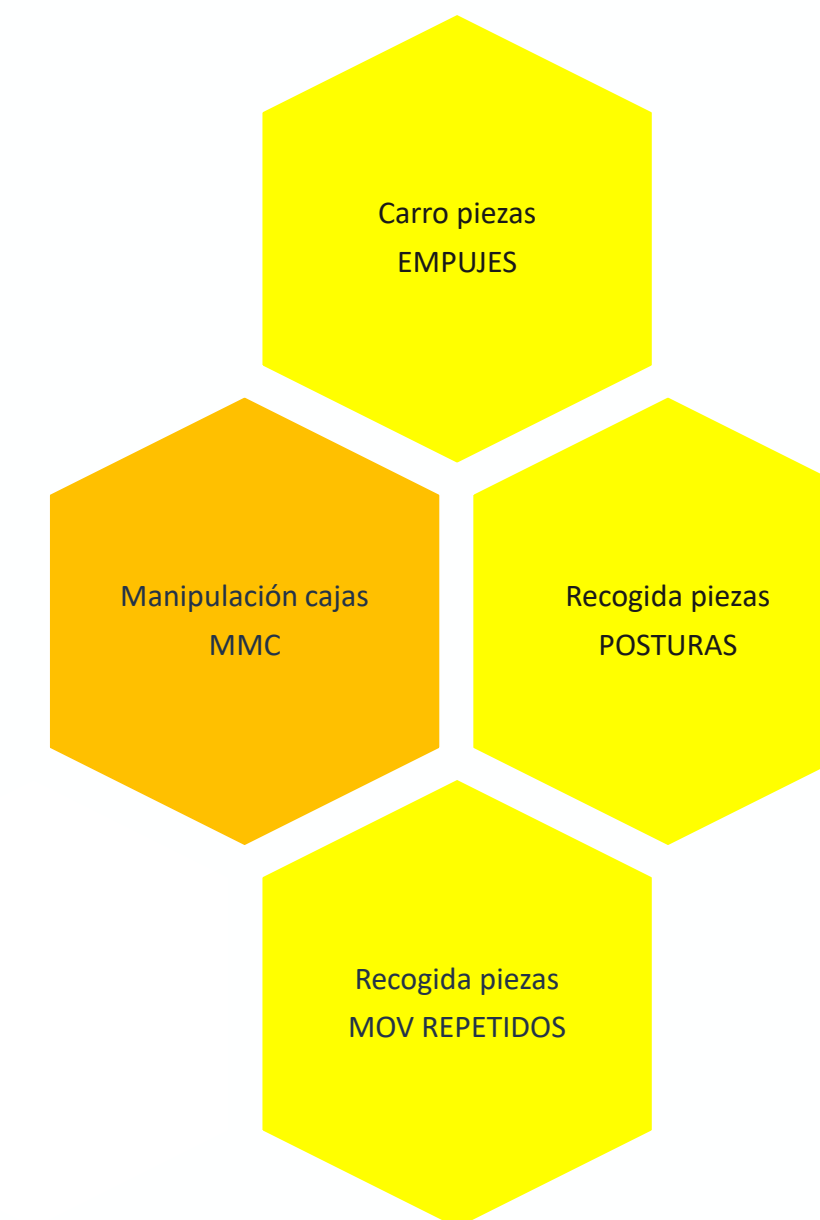 Carro piezas
EMPUJES
Manipulación cajas
MMC
Recogida piezas
POSTURAS
Recogida piezas
MOV REPETIDOS